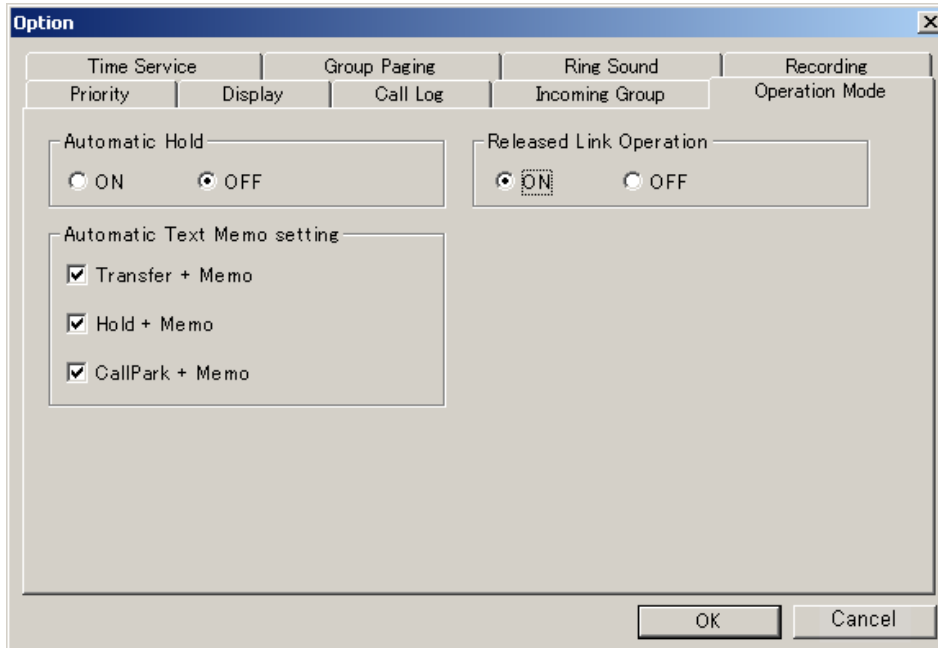 Option
Time Service Group Paging Ring Sound Recording
Priority Display Call Log Incoming Group Operation Mode
Automatic Hold Released Link Operation
ON OFF ON OFF
Automatic Text Memo setting
Transfer + Memo
Hold + Memo
CallPark + Memo
OK Cancel